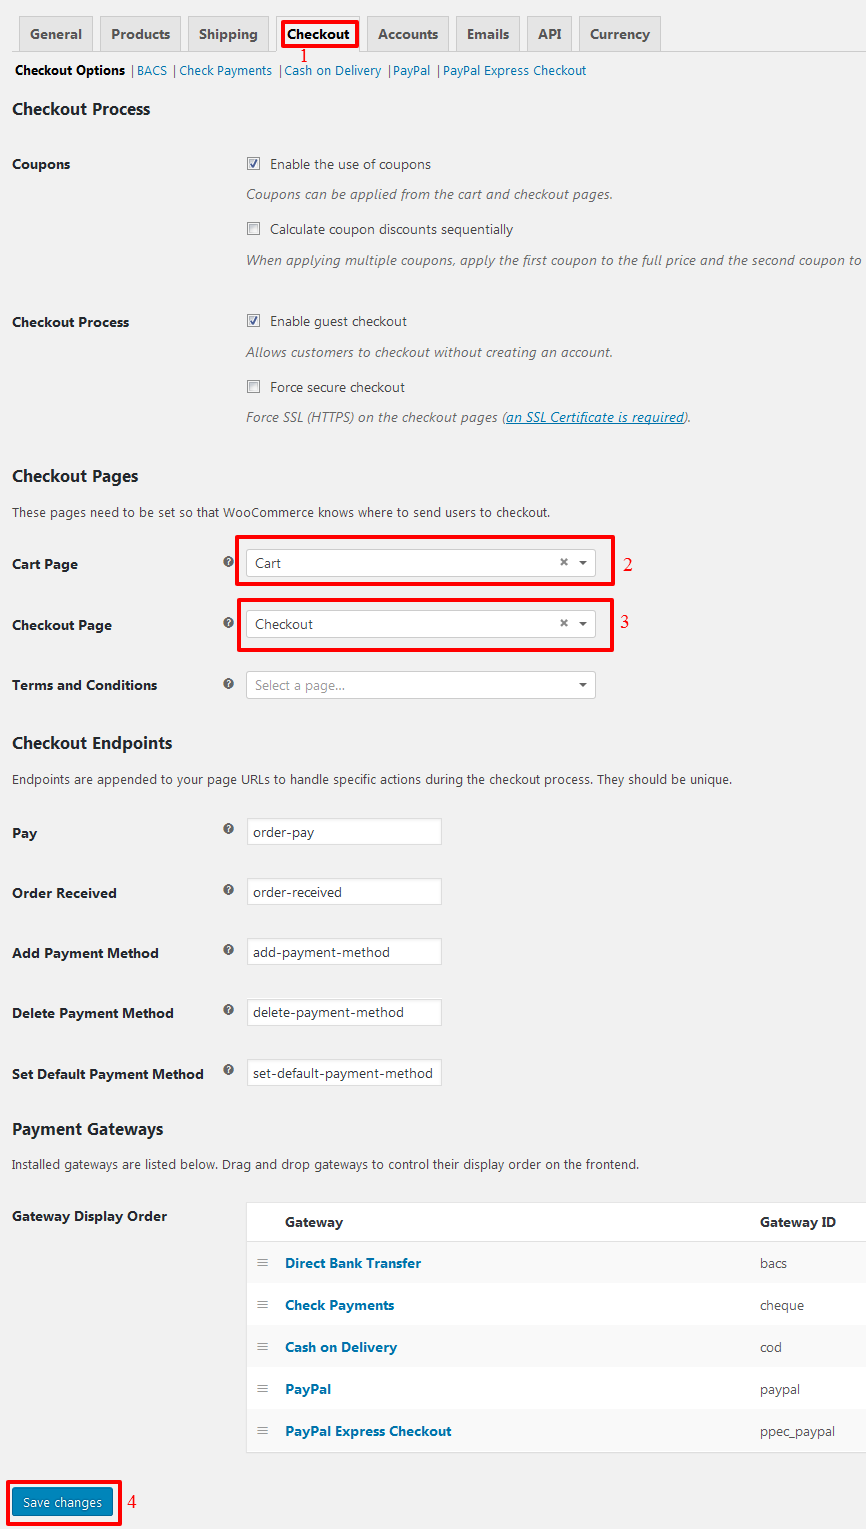 General Products Shipping Checkout Accounts Emails API Currency
1
Checkout Options | BACS | Check Payments | Cash on Delivery | PayPal | PayPal Express Checkout
Checkout Process
Coupons
Enable the use of coupons
Coupons can be applied from the cart and checkout pages.
Calculate coupon discounts sequentially
When applying multiple coupons, apply the first coupon to the full price and the second coupon to
Checkout Process
Enable guest checkout
Allows customers to checkout without creating an account.
Force secure checkout
Force SSL (HTTPS) on the checkout pages (an SSL Certificate is required).
Checkout Pages
These pages need to be set so that WooCommerce knows where to send users to checkout.
Cart Page ? Cart × 2
Checkout Page ? Checkout × 3
Terms and Conditions ? Select a page...
Checkout Endpoints
Endpoints are appended to your page URLs to handle specific actions during the checkout process. They should be unique.
Pay ? order-pay
Order Received ? order-received
Add Payment Method ? add-payment-method
Delete Payment Method ? delete-payment-method
Set Default Payment Method ? set-default-payment-method
Payment Gateways
Installed gateways are listed below. Drag and drop gateways to control their display order on the frontend.
Gateway Display Order
Gateway Gateway ID
Direct Bank Transfer bacs
Check Payments cheque
Cash on Delivery cod
PayPal paypal
PayPal Express Checkout ppec_paypal
Save changes 4